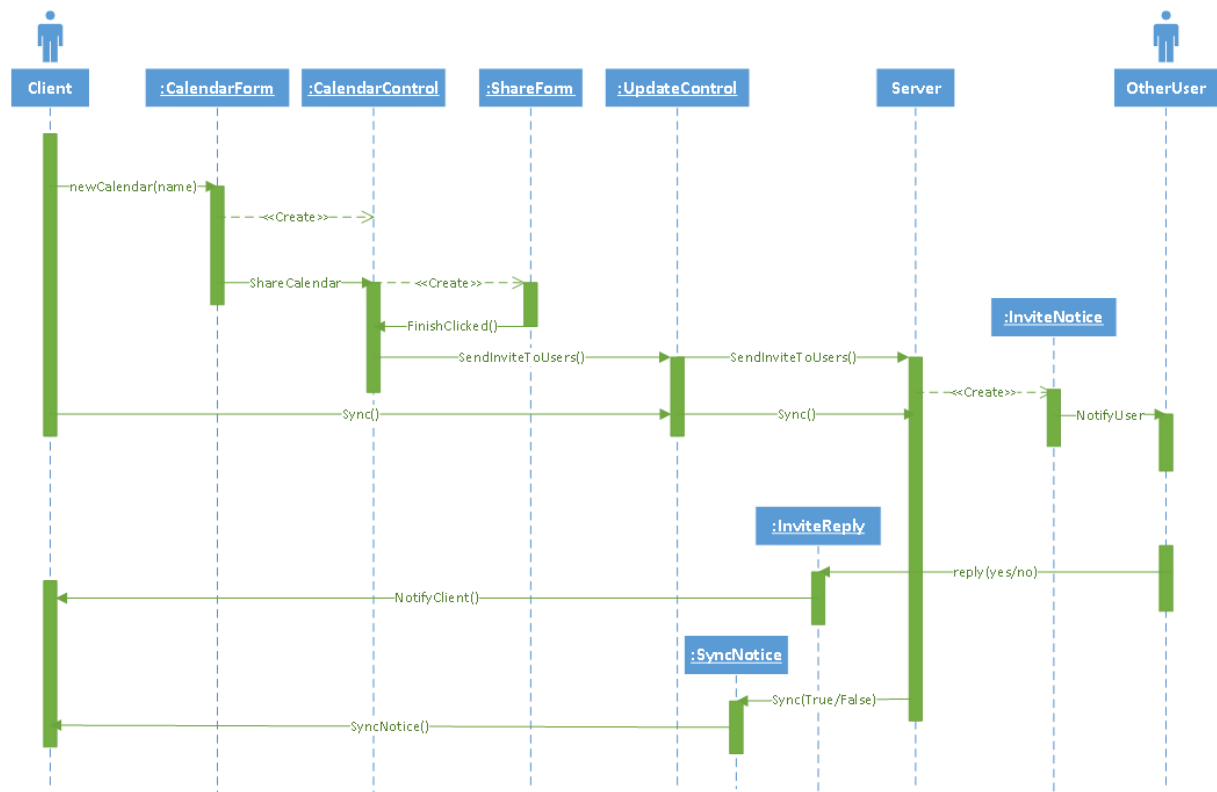 Client
:CalendarForm
:CalendarControl
:ShareForm
:UpdateControl
Server
OtherUser
newCalendar(name)
<<Create>>
ShareCalendar
<<Create>>
FinishClicked()
:InviteNotice
SendInviteToUsers()
SendInviteToUsers()
<<Create>>
Sync()
Sync()
NotifyUser
:InviteReply
reply(yes/no)
NotifyClient()
:SyncNotice
Sync(True/False)
SyncNotice()